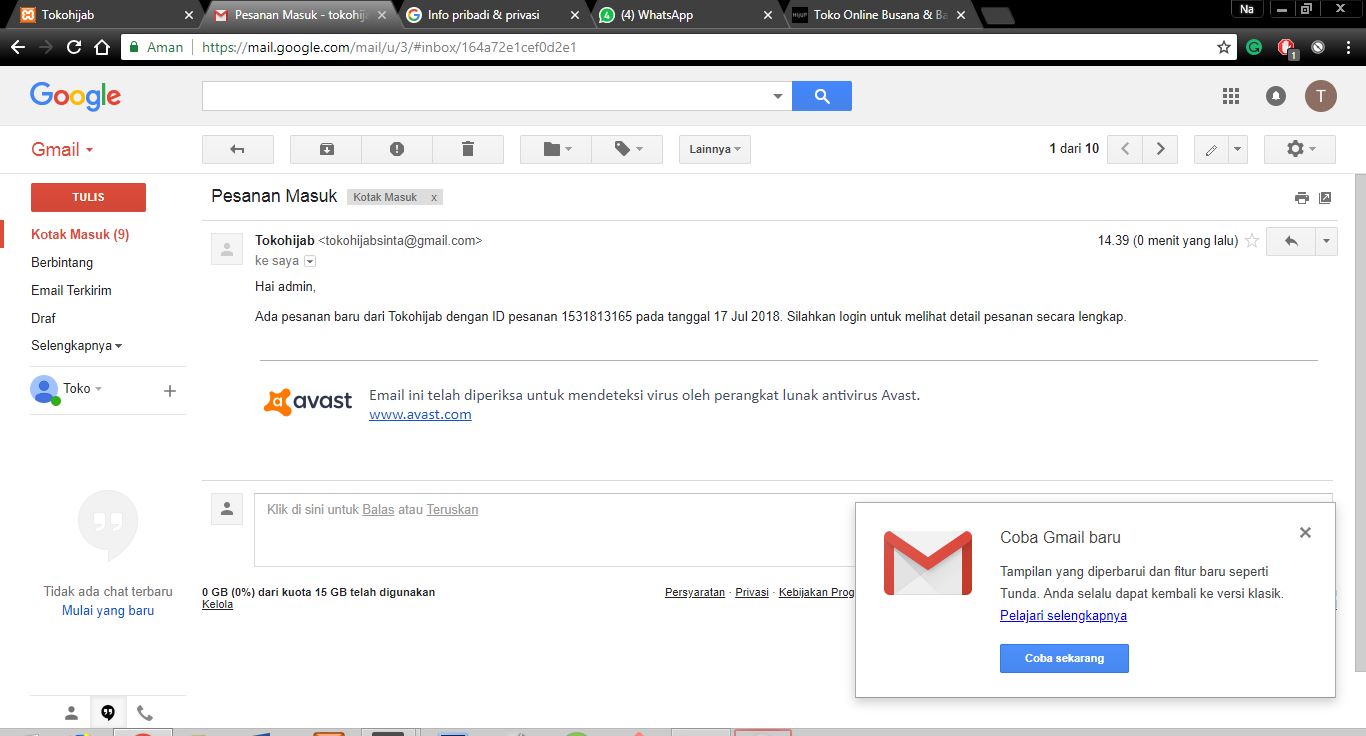 Tokohijab
Pesanan Masuk - tokohija
Info pribadi & privasi
(4) WhatsApp
Toko Online Busana & Ba
Na
Aman
https://mail.google.com/mail/u/3/#inbox/164a72e1cef0d2e1
1
Google
T
Gmail
Lainnya
1 dari 10
TULIS
Pesanan Masuk
Kotak Masuk x
Kotak Masuk (9)
Berbintang
Email Terkirim
Draf
Selengkapnya
Toko
Tokohijab <tokohijabsinta@gmail.com>
14.39 (0 menit yang lalu)
ke saya
Hai admin,
Ada pesanan baru dari Tokohijab dengan ID pesanan 1531813165 pada tanggal 17 Jul 2018. Silahkan login untuk melihat detail pesanan secara lengkap.
avast
Email ini telah diperiksa untuk mendeteksi virus oleh perangkat lunak antivirus Avast.
www.avast.com
Klik di sini untuk Balas atau Teruskan
Tidak ada chat terbaru
Mulai yang baru
0 GB (0%) dari kuota 15 GB telah digunakan
Kelola
Persyaratan · Privasi · Kebijakan Prog
Coba Gmail baru
Tampilan yang diperbarui dan fitur baru seperti
Tunda. Anda selalu dapat kembali ke versi klasik.
Pelajari selengkapnya
Coba sekarang